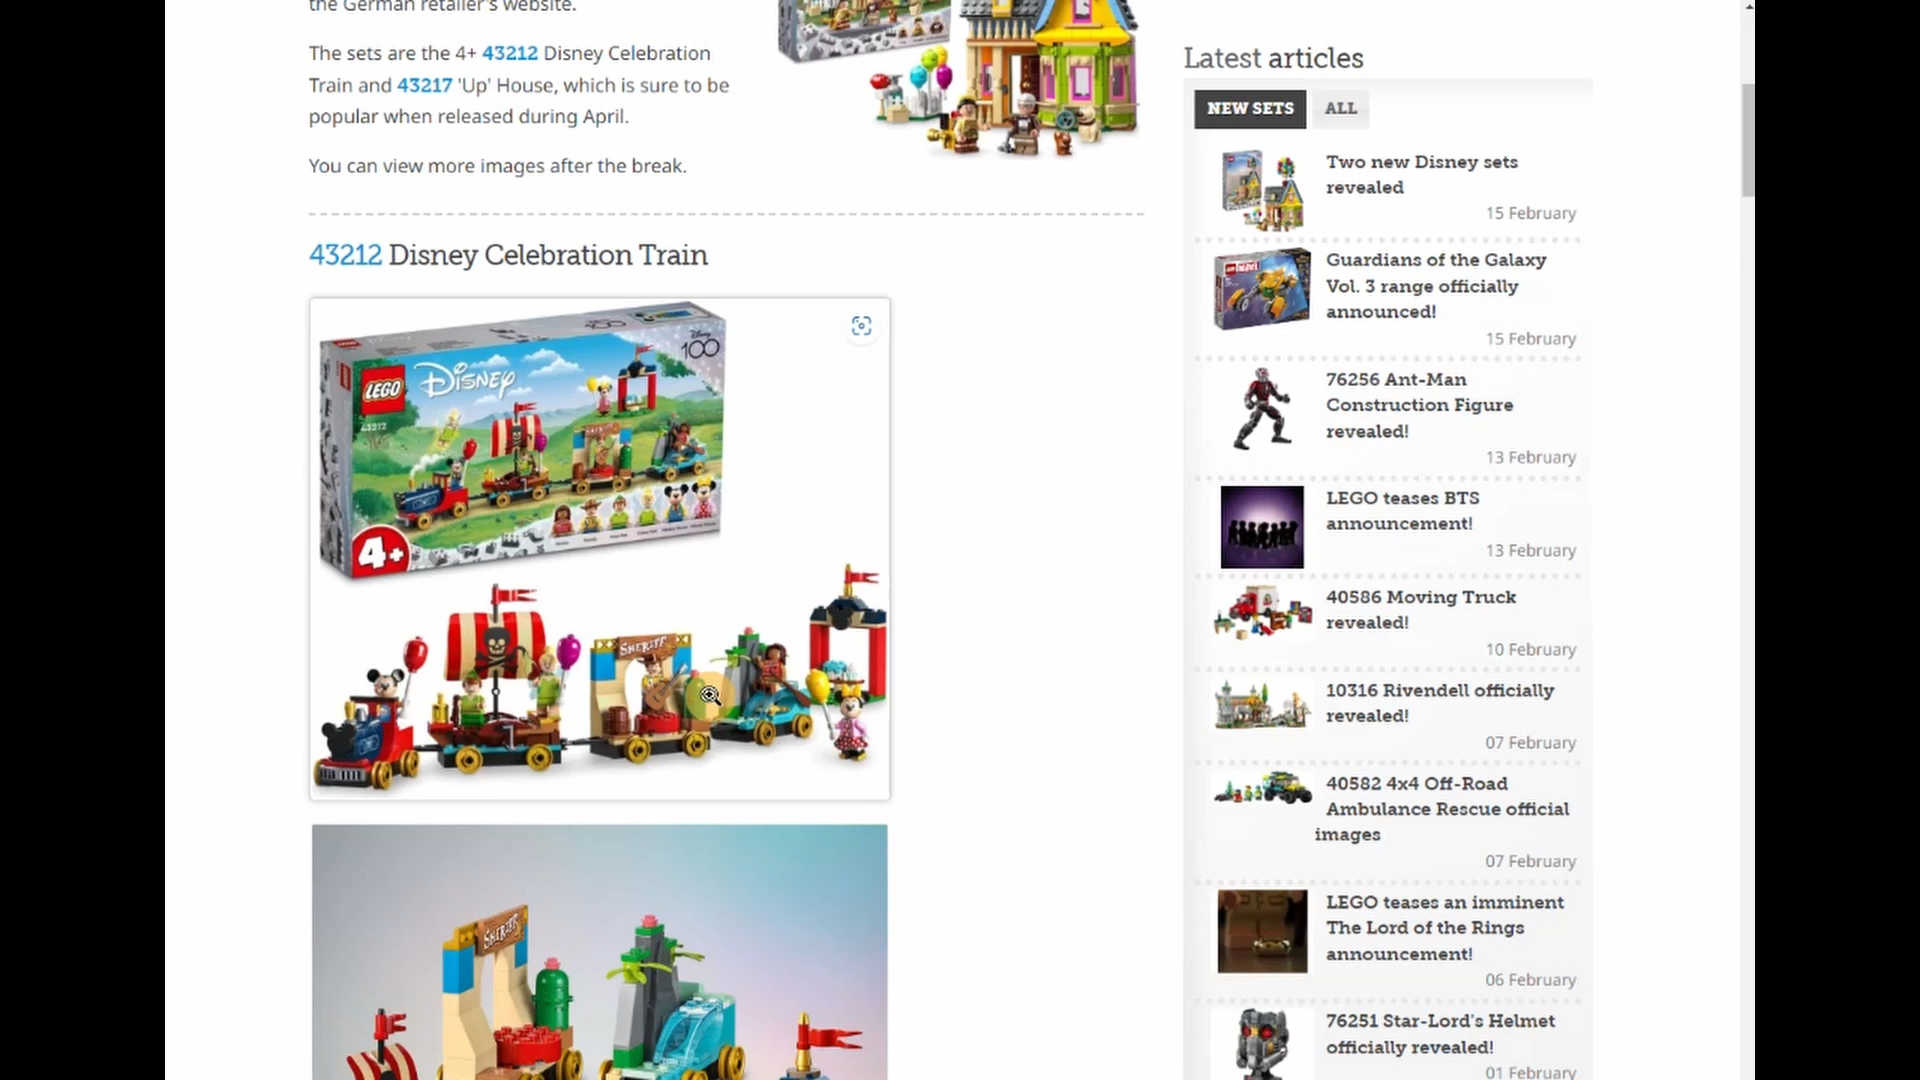 the German retailer's website.
The sets are the 4+ 43212 Disney Celebration
Train and 43217 'Up' House, which is sure to be
popular when released during April.
You can view more images after the break.
43212 Disney Celebration Train
LEGO
Disney
Disney
100
43212
SHERIFF
4+
SHERIFF
SHERIFF
Latest articles
NEW SETS
ALL
Two new Disney sets
revealed
15 February
Guardians of the Galaxy
Vol. 3 range officially
announced!
15 February
76256 Ant-Man
Construction Figure
revealed!
13 February
LEGO teases BTS
announcement!
13 February
40586 Moving Truck
revealed!
10 February
10316 Rivendell officially
revealed!
07 February
40582 4x4 Off-Road
Ambulance Rescue official
images
07 February
LEGO teases an imminent
The Lord of the Rings
announcement!
06 February
76251 Star-Lord's Helmet
officially revealed!
01 February